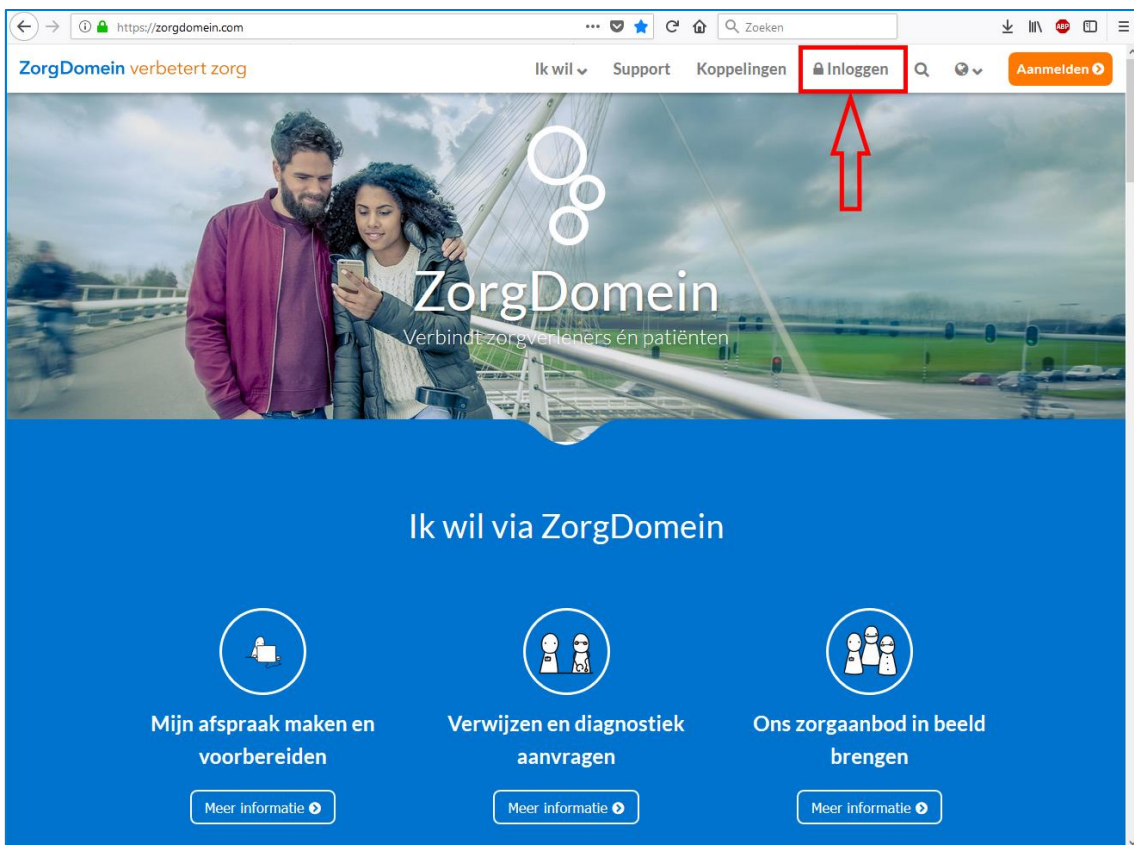 https://zorgdomein.com
Zoeken
ABP
ZorgDomein verbetert zorg
Ik wil
Support
Koppelingen
Inloggen
Aanmelden
ZorgDomein
Verbindt zorgverleners én patiënten
Ik wil via ZorgDomein
Mijn afspraak maken en
voorbereiden
Meer informatie
Verwijzen en diagnostiek
aanvragen
Meer informatie
Ons zorgaanbod in beeld
brengen
Meer informatie